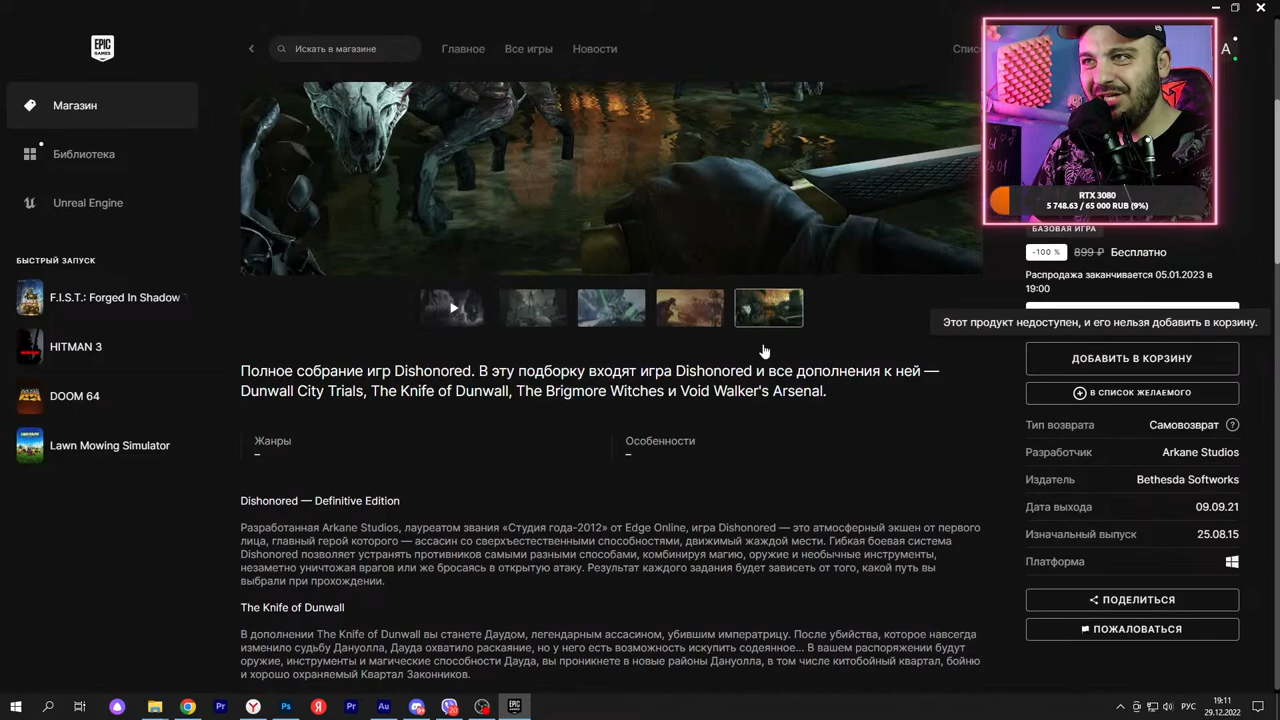 EPIC
GAMES
Искать в магазине
Главное
Все игры
Новости
A
Магазин
Библиотека
Unreal Engine
БЫСТРЫЙ ЗАПУСК
F.I.S.T.: Forged In Shadow
HITMAN 3
DOOM 64
Lawn Mowing Simulator
RTX 3080
5 748.63 / 65 000 RUB (9%)
БАЗОВАЯ ИГРА
-100 % 899 ₽ Бесплатно
Распродажа заканчивается 05.01.2023 в
19:00
Этот продукт недоступен, и его нельзя добавить в корзину.
ДОБАВИТЬ В КОРЗИНУ
В СПИСОК ЖЕЛАЕМОГО
Тип возврата Самовозврат ?
Разработчик Arkane Studios
Издатель Bethesda Softworks
Дата выхода 09.09.21
Изначальный выпуск 25.08.15
Платформа
ПОДЕЛИТЬСЯ
ПОЖАЛОВАТЬСЯ
Полное собрание игр Dishonored. В эту подборку входят игра Dishonored и все дополнения к ней —
Dunwall City Trials, The Knife of Dunwall, The Brigmore Witches и Void Walker's Arsenal.
Жанры
–
Особенности
–
Dishonored — Definitive Edition
Разработанная Arkane Studios, лауреатом звания «Студия года-2012» от Edge Online, игра Dishonored — это атмосферный экшен от первого
лица, главный герой которого — ассасин со сверхъестественными способностями, движимый жаждой мести. Гибкая боевая система
Dishonored позволяет устранять противников самыми разными способами, комбинируя магию, оружие и необычные инструменты,
незаметно уничтожая врагов или же бросаясь в открытую атаку. Результат каждого задания будет зависеть от того, какой путь вы
выбрали при прохождении.
The Knife of Dunwall
В дополнении The Knife of Dunwall вы станете Даудом, легендарным ассасином, убившим императрицу. После убийства, которое навсегда
изменило судьбу Дануолла, Дауда охватило раскаяние, но у него есть возможность искупить содеянное... В вашем распоряжении будут
оружие, инструменты и магические способности Дауда, вы проникнете в новые районы Дануолла, в том числе китобойный квартал, бойню
и хорошо охраняемый Квартал Законников.
Pr
Y
Ps
Я
Pr
Au
20
РУС
19:11
29.12.2022